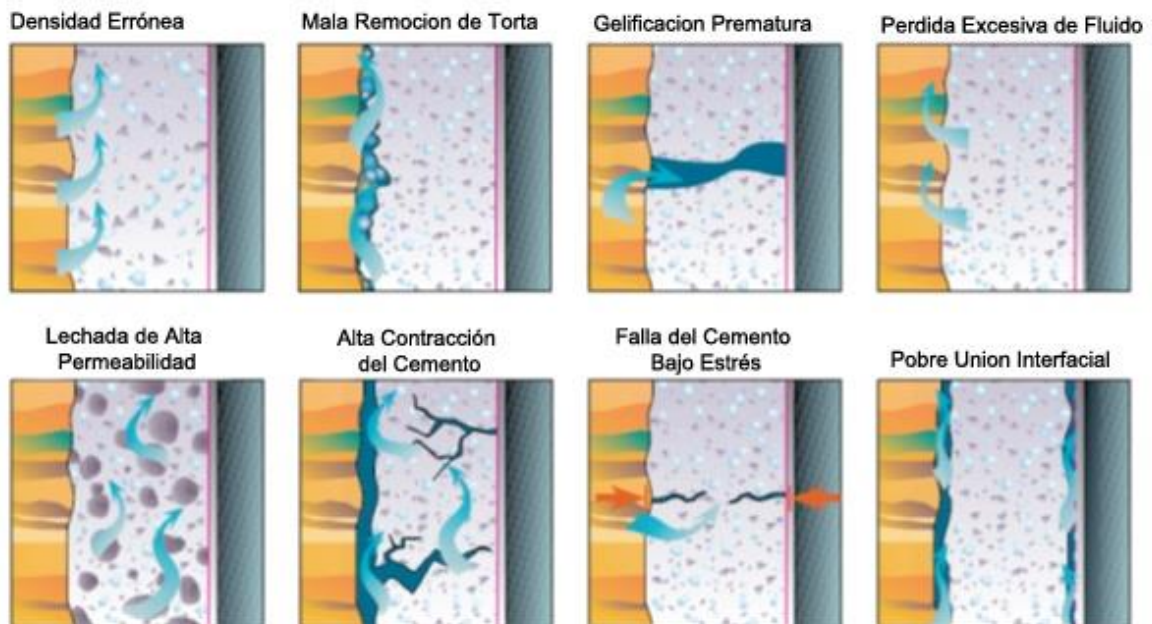 Densidad Errónea
Mala Remocion de Torta
Gelificacion Prematura
Perdida Excesiva de Fluido
Lechada de Alta
Permeabilidad
Alta Contracción
del Cemento
Falla del Cemento
Bajo Estrés
Pobre Union Interfacial